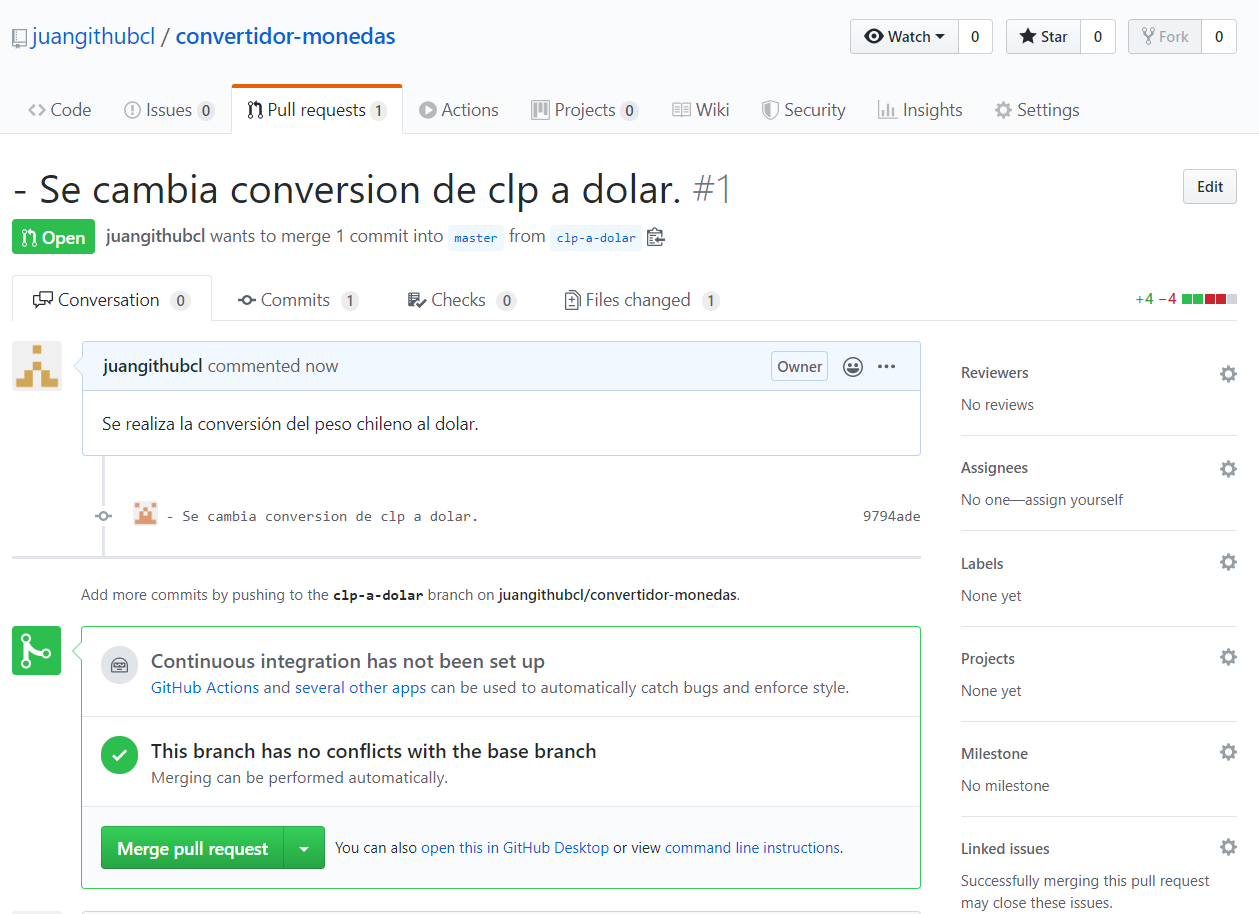 juangithubcl / convertidor-monedas
Watch 0 Star 0 Fork 0
Code Issues 0 Pull requests 1 Actions Projects 0 Wiki Security Insights Settings
- Se cambia conversion de clp a dolar. #1
Edit
Open juangithubcl wants to merge 1 commit into master from clp-a-dolar
Conversation 0 Commits 1 Checks 0 Files changed 1 +4 −4
juangithubcl commented now Owner
Se realiza la conversión del peso chileno al dolar.
- Se cambia conversion de clp a dolar. 9794ade
Add more commits by pushing to the clp-a-dolar branch on juangithubcl/convertidor-monedas.
Continuous integration has not been set up
GitHub Actions and several other apps can be used to automatically catch bugs and enforce style.
This branch has no conflicts with the base branch
Merging can be performed automatically.
Merge pull request You can also open this in GitHub Desktop or view command line instructions.
Reviewers
No reviews
Assignees
No one—assign yourself
Labels
None yet
Projects
None yet
Milestone
No milestone
Linked issues
Successfully merging this pull request
may close these issues.